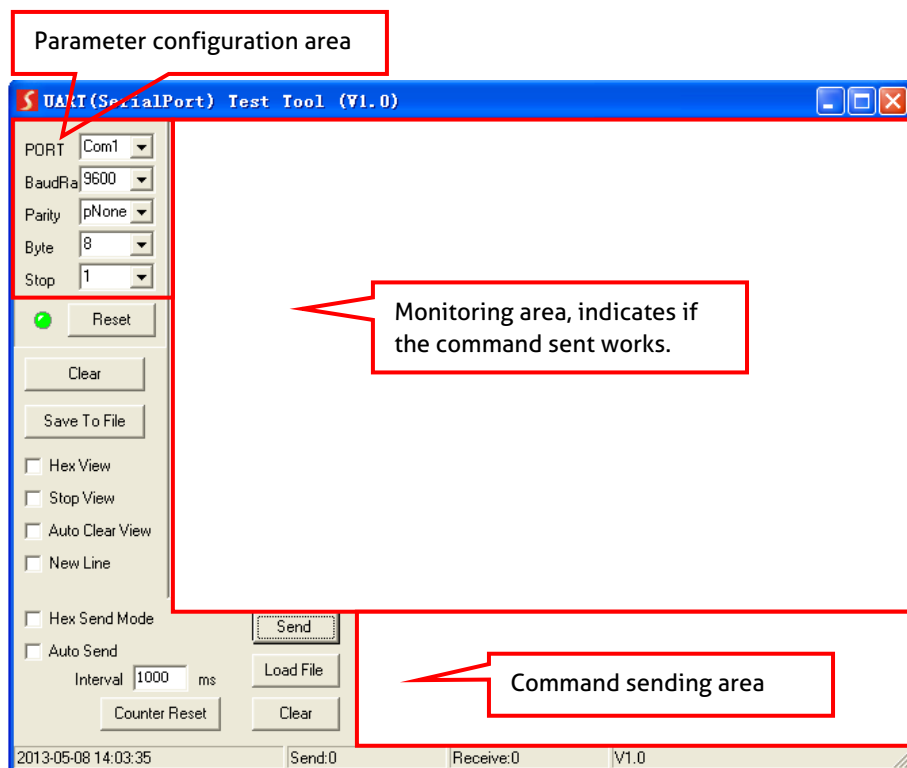 Parameter configuration area
UART(SerialPort) Test Tool (V1.0)
PORT Com1
BaudRa 9600
Parity pNone
Byte 8
Stop 1
Reset
Clear
Save To File
Hex View
Stop View
Auto Clear View
New Line
Monitoring area, indicates if
the command sent works.
Hex Send Mode
Auto Send
Interval 1000 ms
Counter Reset
Send
Load File
Clear
Command sending area
2013-05-08 14:03:35 Send:0 Receive:0 V1.0